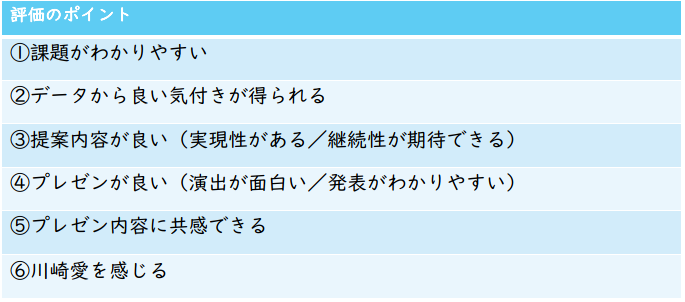 評価のポイント
①課題がわかりやすい
②データから良い気付きが得られる
③提案内容が良い（実現性がある／継続性が期待できる）
④プレゼンが良い（演出が面白い／発表がわかりやすい）
⑤プレゼン内容に共感できる
⑥川崎愛を感じる